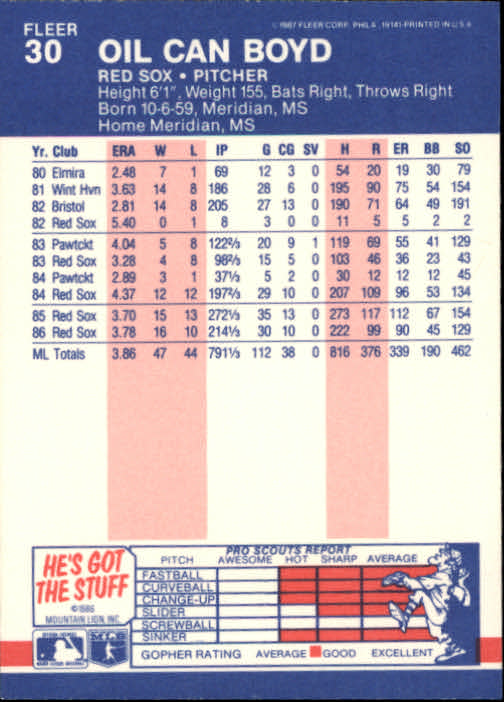 FLEER © 1987 FLEER CORP. PHILA., 19141-PRINTED IN U.S.A.
30 OIL CAN BOYD
RED SOX • PITCHER
Height 6'1", Weight 155, Bats Right, Throws Right
Born 10-6-59, Meridian, MS
Home Meridian, MS
Yr. Club ERA W L IP G CG SV H R ER BB SO
80 Elmira 2.48 7 1 69 12 3 0 54 20 19 30 79
81 Wint Hvn 3.63 14 8 186 28 6 0 195 90 75 54 154
82 Bristol 2.81 14 8 205 27 13 0 190 71 64 49 191
82 Red Sox 5.40 0 1 8 3 0 0 11 5 5 2 2
83 Pawtckt 4.04 5 8 122⅔ 20 9 1 119 69 55 41 129
83 Red Sox 3.28 4 8 98⅔ 15 5 0 103 46 36 23 43
84 Pawtckt 2.89 3 1 37⅓ 5 2 0 30 12 12 12 45
84 Red Sox 4.37 12 12 197⅔ 29 10 0 207 109 96 53 134
85 Red Sox 3.70 15 13 272⅓ 35 13 0 273 117 112 67 154
86 Red Sox 3.78 16 10 214⅓ 30 10 0 222 99 90 45 129
ML Totals 3.86 47 44 791⅓ 112 38 0 816 376 339 190 462
HE'S GOT
THE STUFF
©1986
MOUNTAIN LION, INC.
PRO SCOUTS REPORT
PITCH AWESOME HOT SHARP AVERAGE
FASTBALL
CURVEBALL
CHANGE-UP
SLIDER
SCREWBALL
SINKER
GOPHER RATING AVERAGE GOOD EXCELLENT